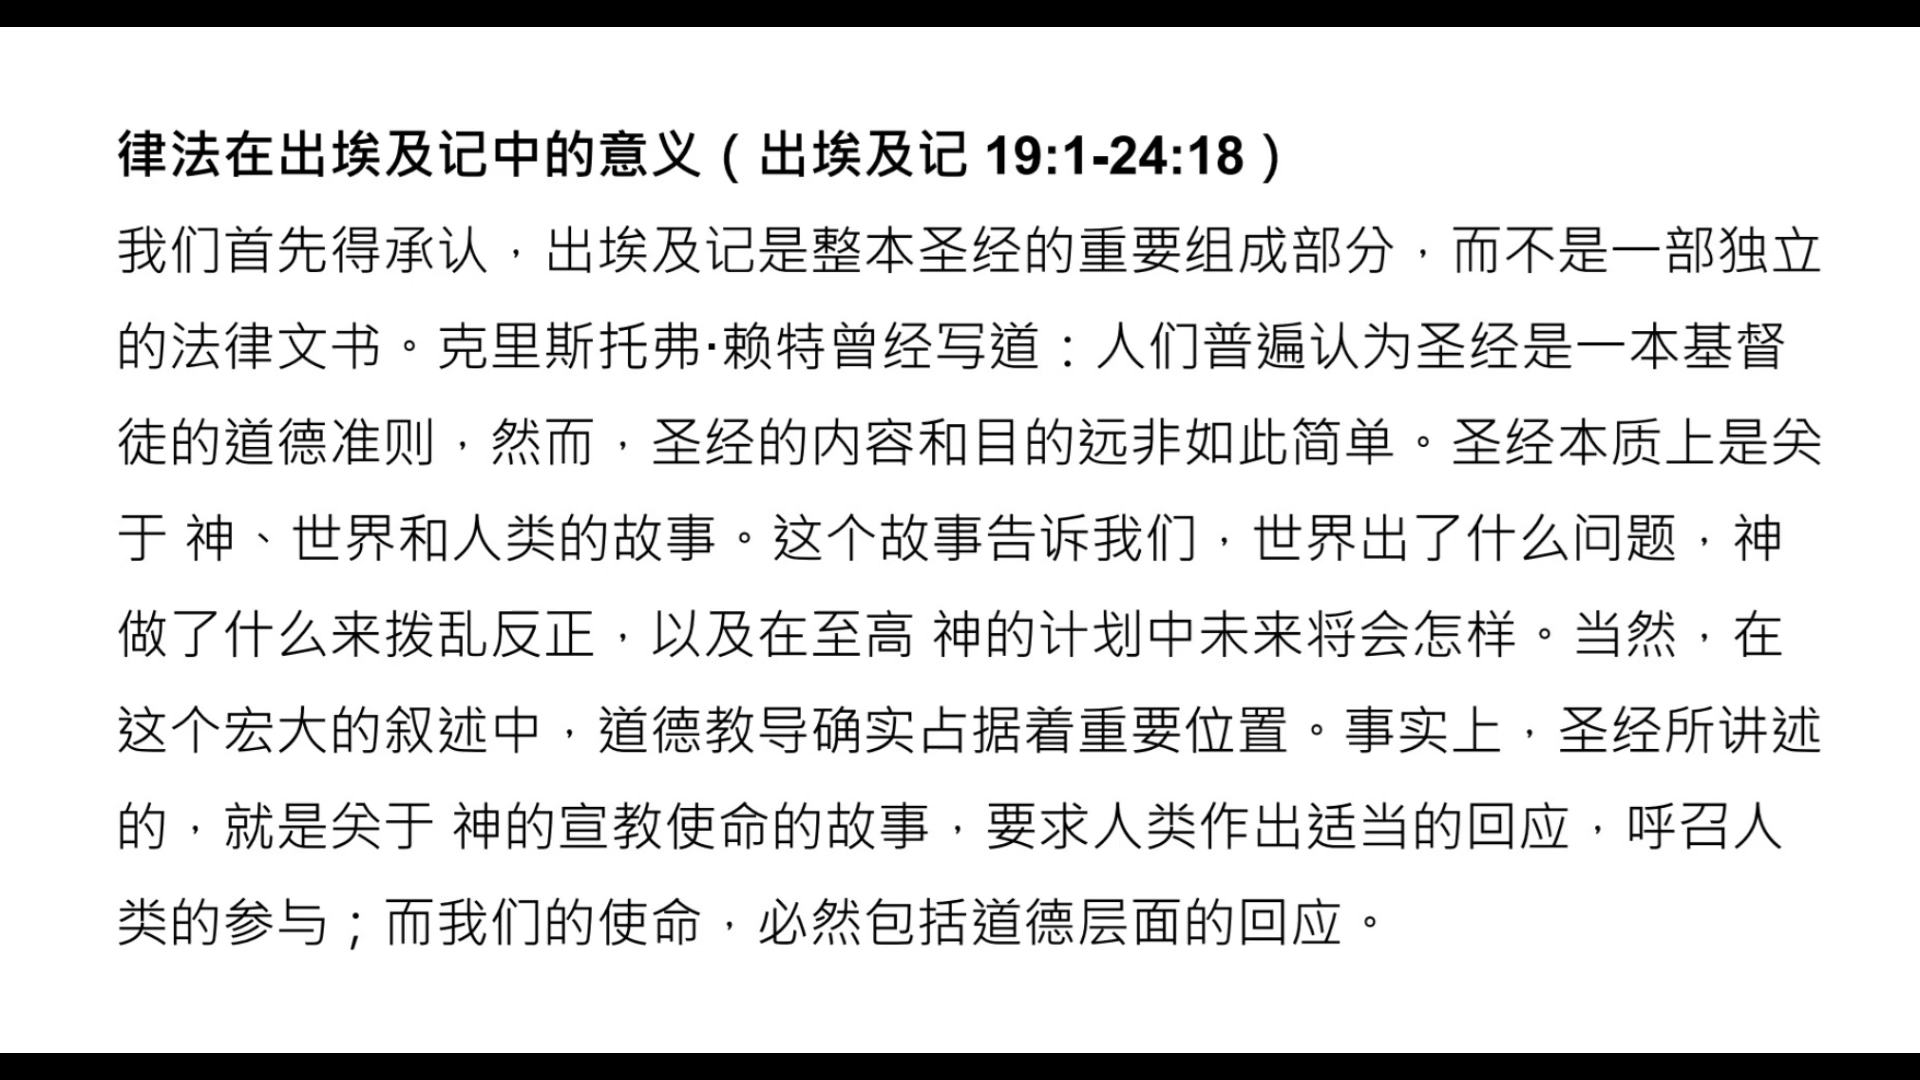 律法在出埃及记中的意义（出埃及记 19:1-24:18）
我们首先得承认，出埃及记是整本圣经的重要组成部分，而不是一部独立
的法律文书。克里斯托弗·赖特曾经写道：人们普遍认为圣经是一本基督
徒的道德准则，然而，圣经的内容和目的远非如此简单。圣经本质上是关
于 神、世界和人类的故事。这个故事告诉我们，世界出了什么问题，神
做了什么来拨乱反正，以及在至高 神的计划中未来将会怎样。当然，在
这个宏大的叙述中，道德教导确实占据着重要位置。事实上，圣经所讲述
的，就是关于 神的宣教使命的故事，要求人类作出适当的回应，呼召人
类的参与；而我们的使命，必然包括道德层面的回应。